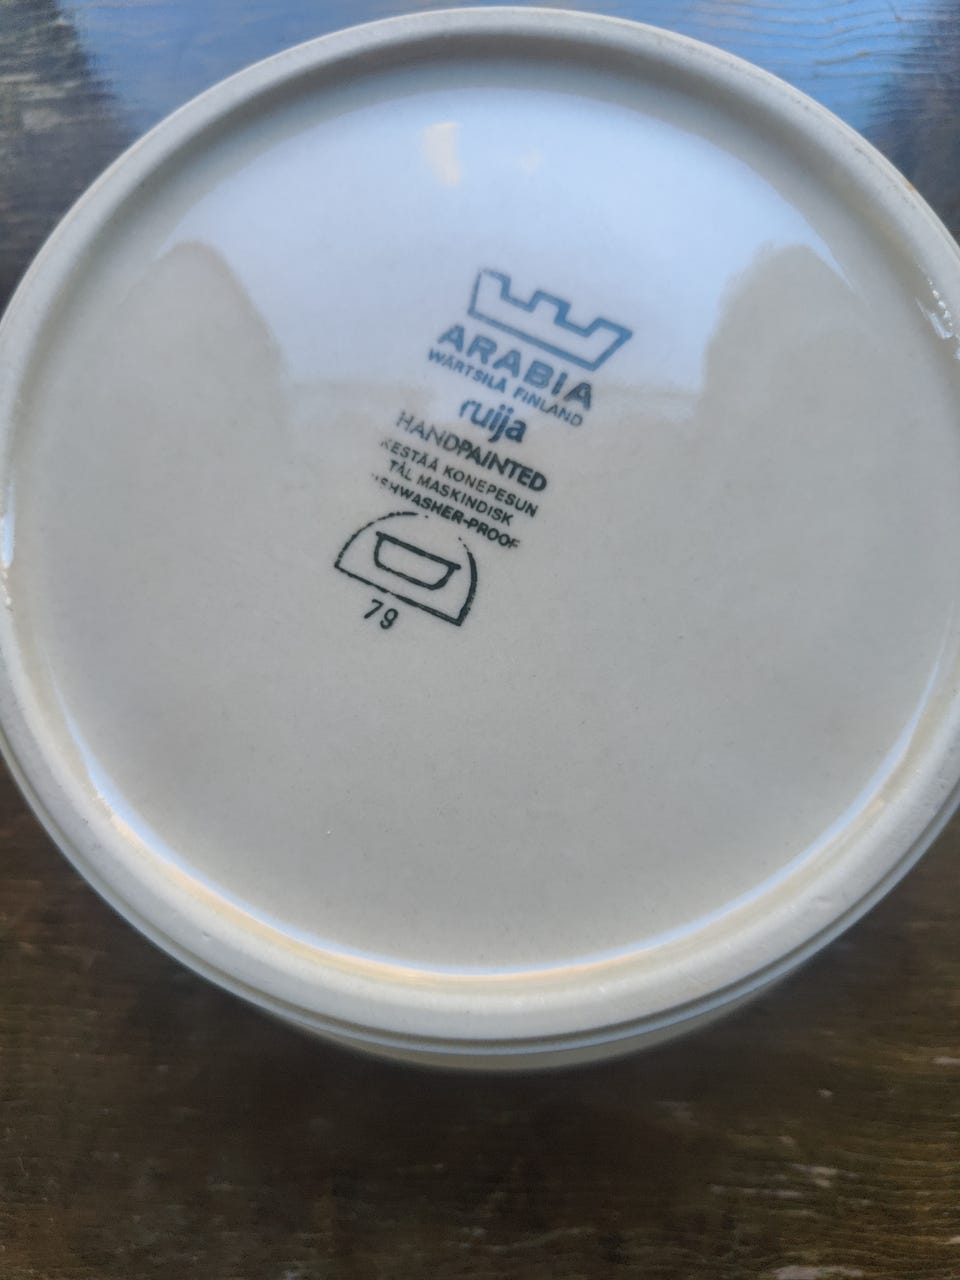 ARABIA
WÄRTSILÄ FINLAND
ruija
HANDPAINTED
KESTÄÄ KONEPESUN
TÅL MASKINDISK
ISHWASHER-PROOF
79